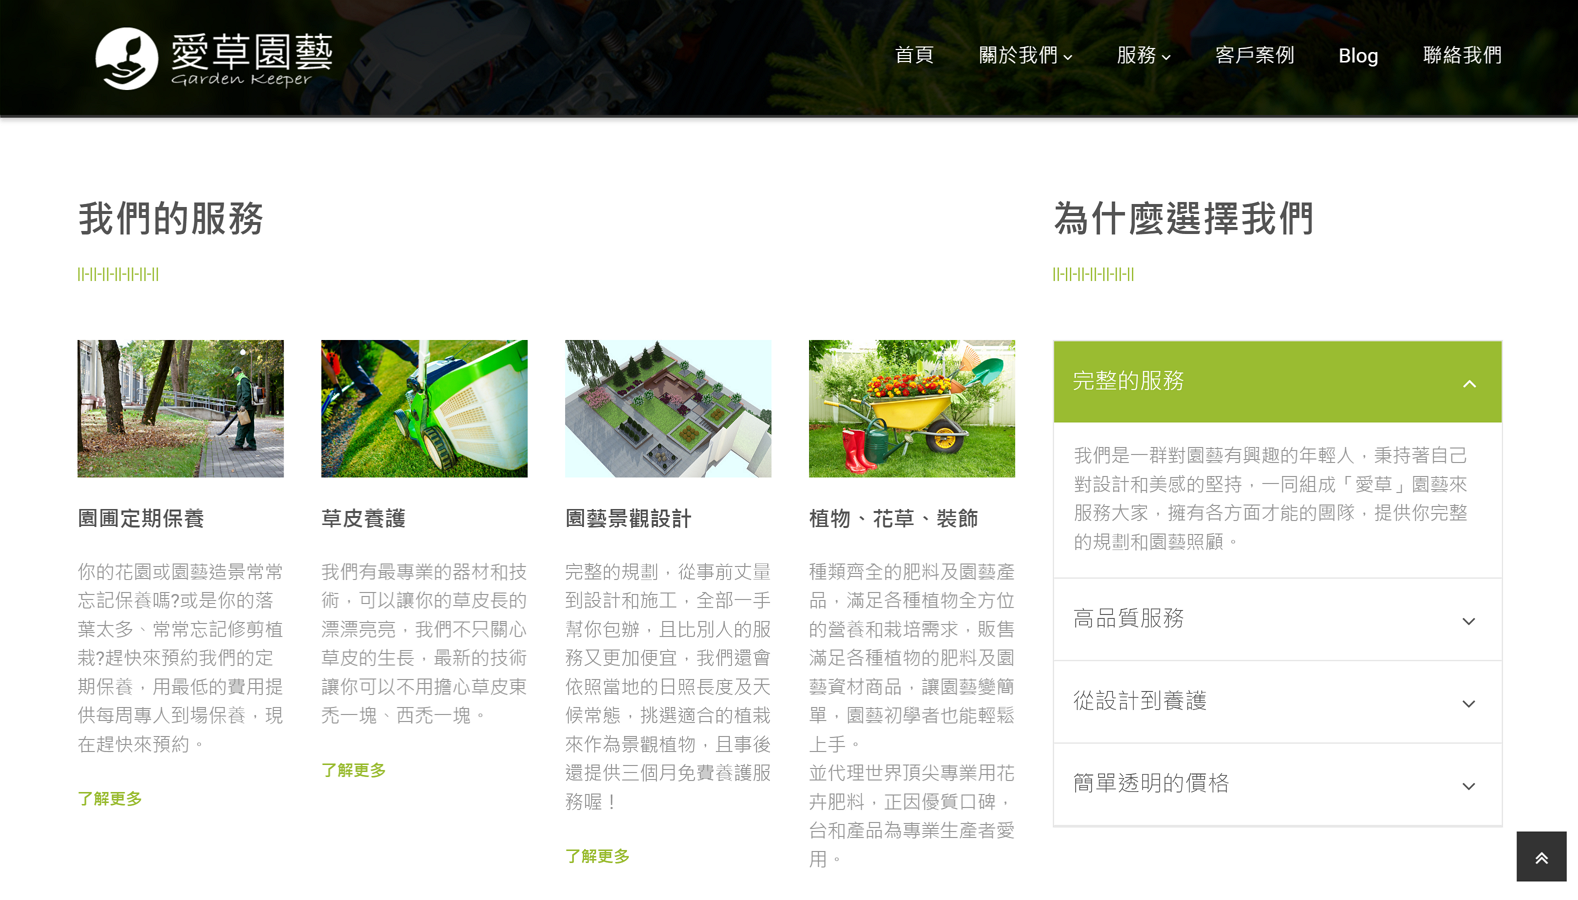 愛草園藝
Garden Keeper
首頁
關於我們
服務
客戶案例
Blog
聯絡我們
我們的服務
||-||-||-||-||-||-||
園圃定期保養
你的花園或園藝造景常常
忘記保養嗎?或是你的落
葉太多、常常忘記修剪植
栽?趕快來預約我們的定
期保養，用最低的費用提
供每周專人到場保養，現
在趕快來預約。
了解更多
草皮養護
我們有最專業的器材和技
術，可以讓你的草皮長的
漂漂亮亮，我們不只關心
草皮的生長，最新的技術
讓你可以不用擔心草皮東
禿一塊、西禿一塊。
了解更多
園藝景觀設計
完整的規劃，從事前丈量
到設計和施工，全部一手
幫你包辦，且比別人的服
務又更加便宜，我們還會
依照當地的日照長度及天
候常態，挑選適合的植栽
來作為景觀植物，且事後
還提供三個月免費養護服
務喔！
了解更多
植物、花草、裝飾
種類齊全的肥料及園藝產
品，滿足各種植物全方位
的營養和栽培需求，販售
滿足各種植物的肥料及園
藝資材商品，讓園藝變簡
單，園藝初學者也能輕鬆
上手。
並代理世界頂尖專業用花
卉肥料，正因優質口碑，
台和產品為專業生產者愛
用。
為什麼選擇我們
||-||-||-||-||-||-||
完整的服務
我們是一群對園藝有興趣的年輕人，秉持著自己
對設計和美感的堅持，一同組成「愛草」園藝來
服務大家，擁有各方面才能的團隊，提供你完整
的規劃和園藝照顧。
高品質服務
從設計到養護
簡單透明的價格